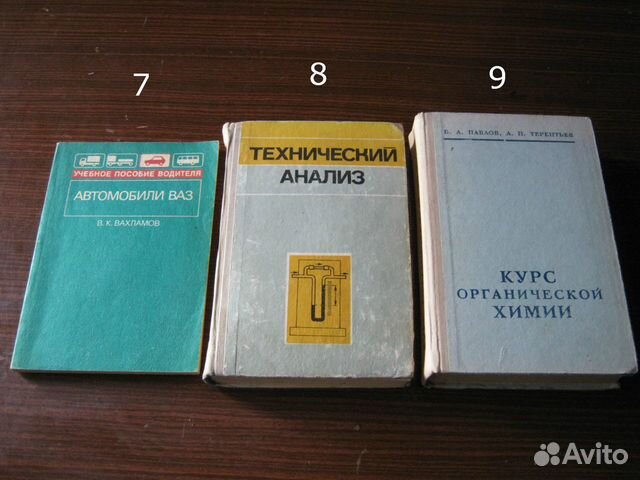 7
8
9
УЧЕБНОЕ ПОСОБИЕ ВОДИТЕЛЯ
АВТОМОБИЛИ ВАЗ
В. К. ВАХЛАМОВ
ТЕХНИЧЕСКИЙ
АНАЛИЗ
Б. А. ПАВЛОВ, А. П. ТЕРЕНТЬЕВ
КУРС
ОРГАНИЧЕСКОЙ
ХИМИИ
Avito